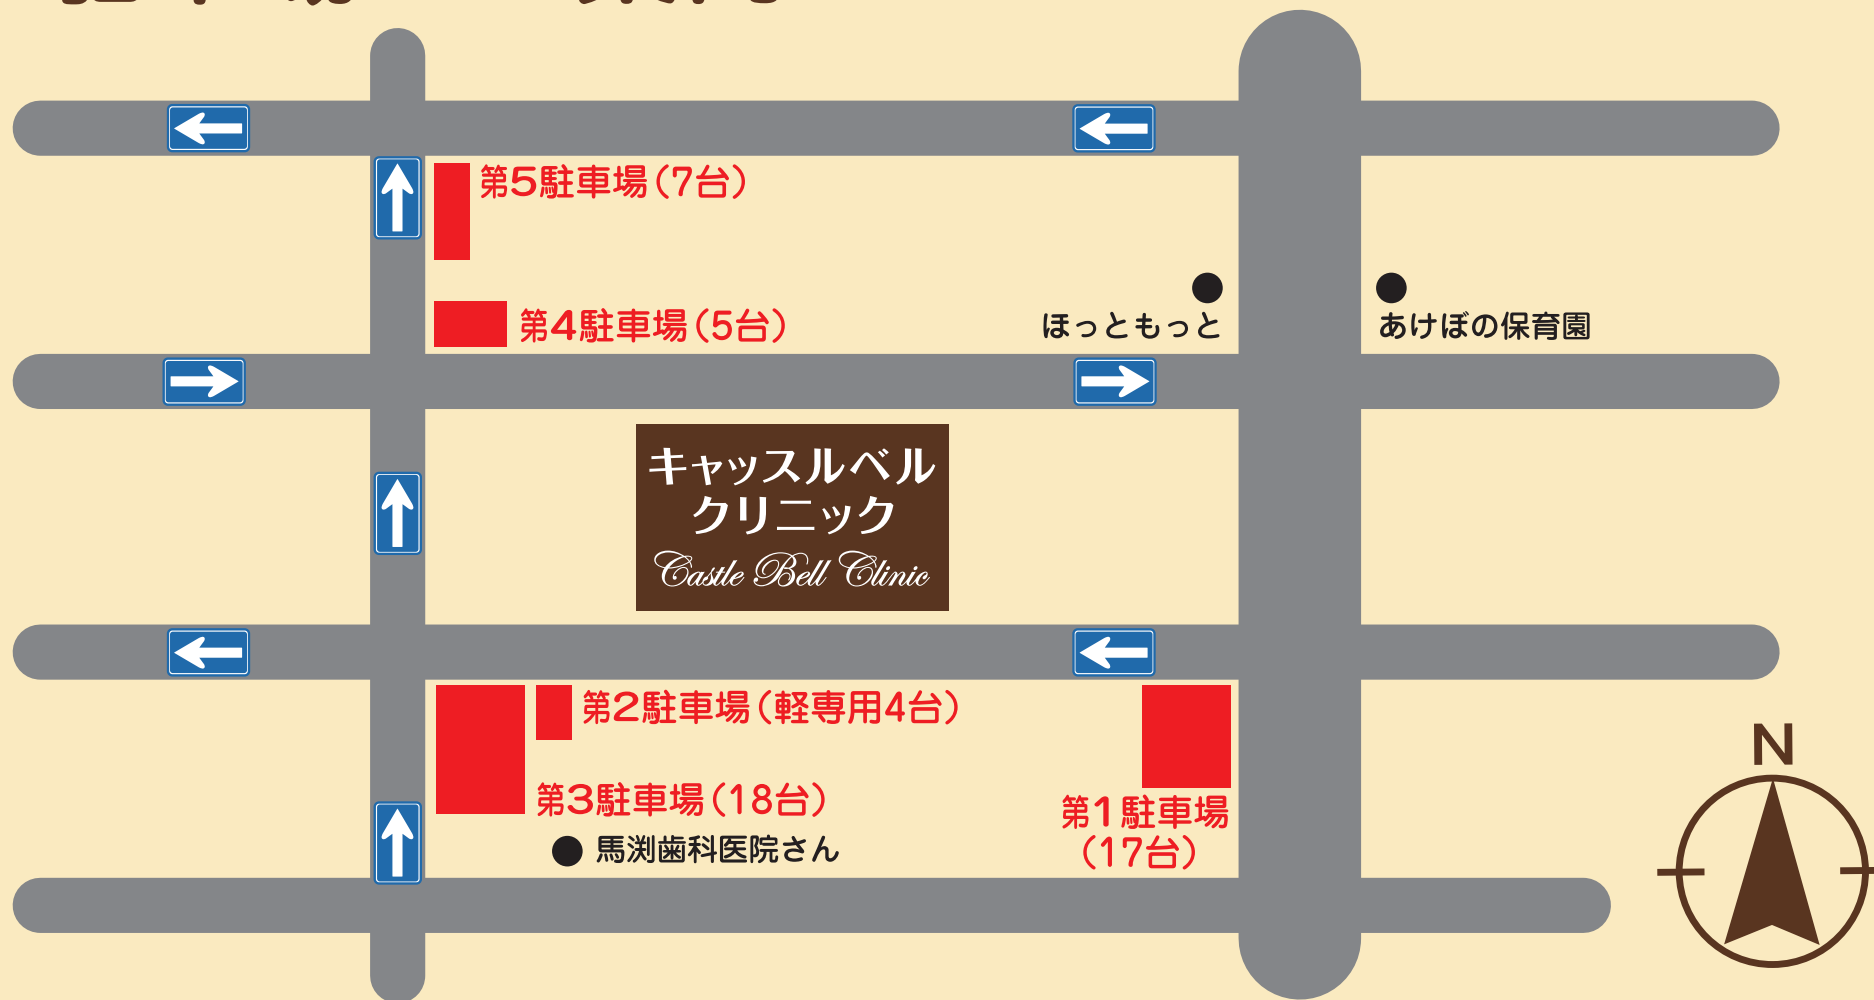 第5駐車場(7台)
第4駐車場(5台)
ほっともっと
あけぼの保育園
キャッスルベル
クリニック
Castle Bell Clinic
第2駐車場(軽専用4台)
第3駐車場(18台)
馬渕歯科医院さん
第1駐車場
(17台)
N